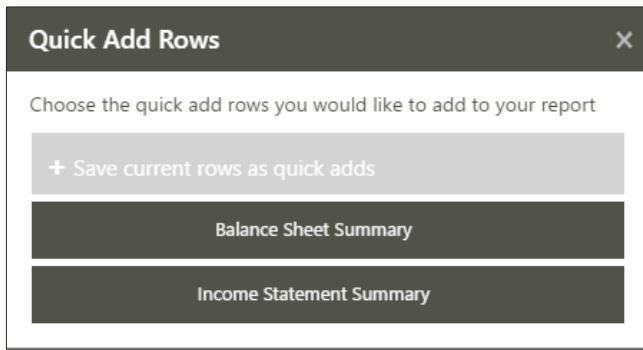 Quick Add Rows ×
Choose the quick add rows you would like to add to your report
+ Save current rows as quick adds
Balance Sheet Summary
Income Statement Summary